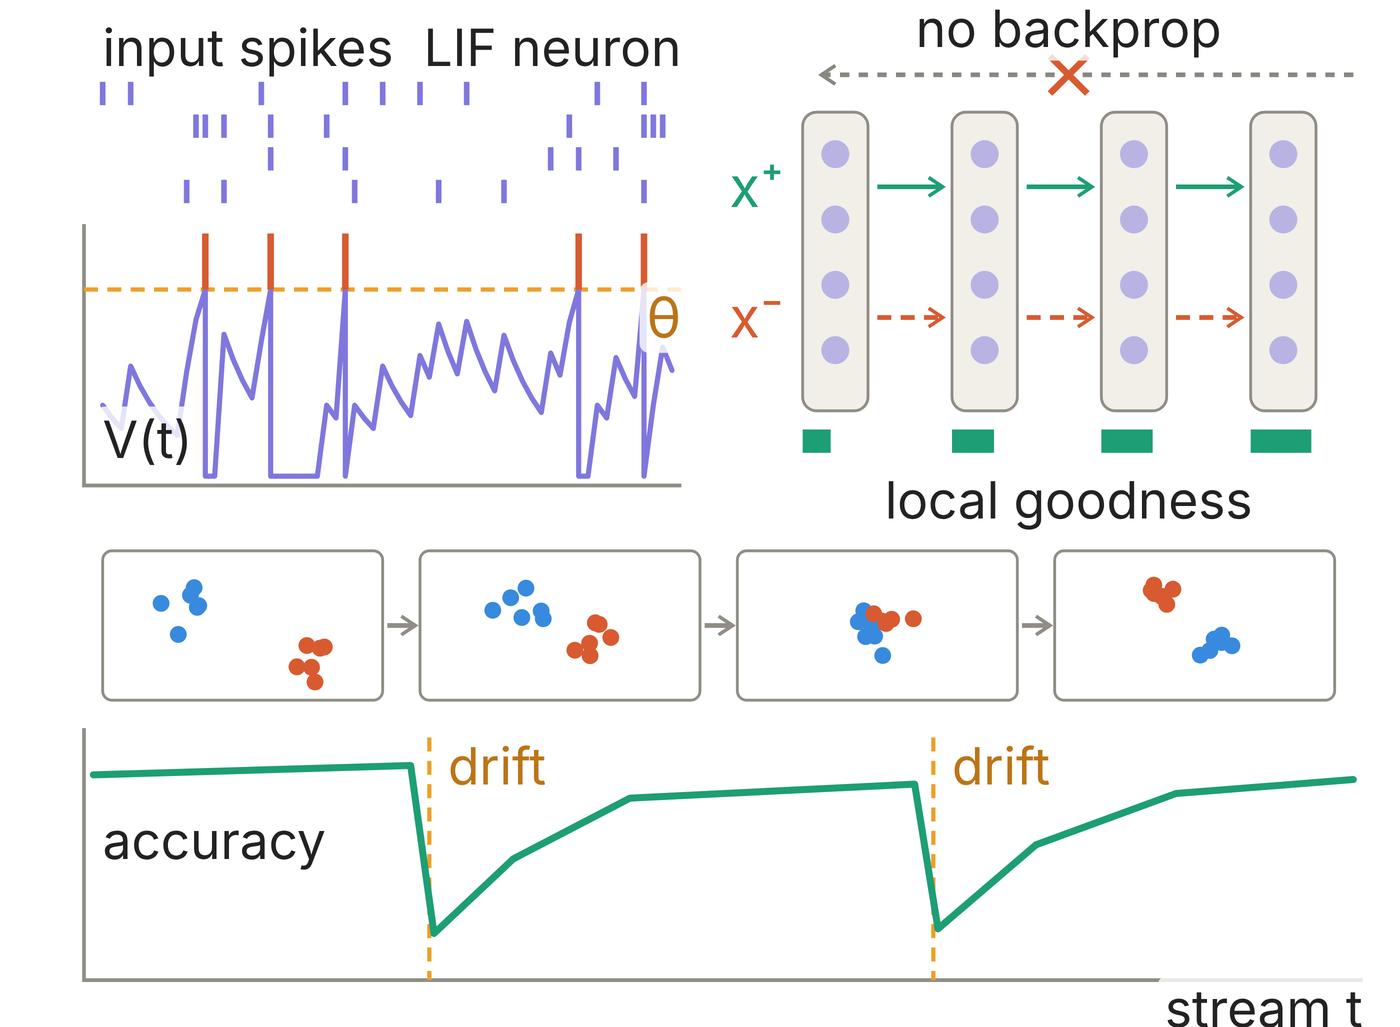 input spikes
LIF neuron
no backprop
x⁺
x⁻
θ
V(t)
local goodness
drift
drift
accuracy
stream t